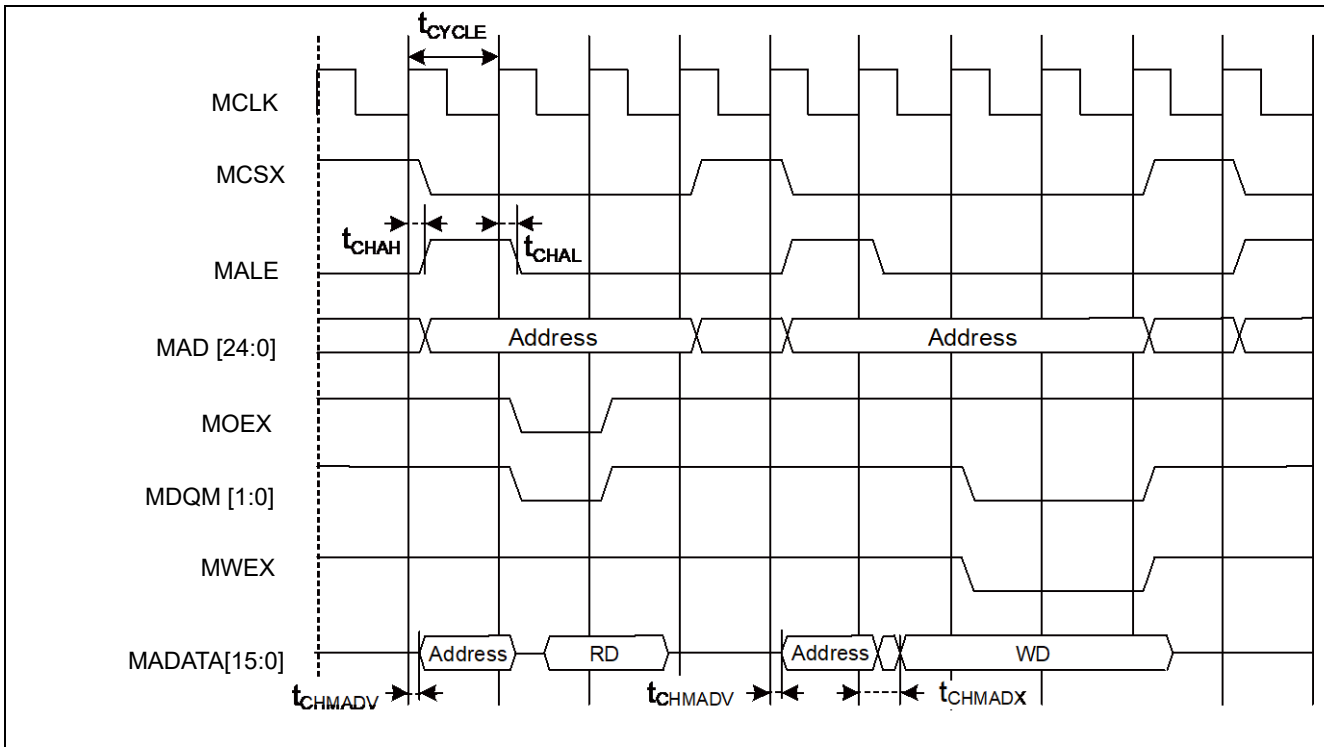 tCYCLE
MCLK
MCSX
tCHAH
tCHAL
MALE
Address
Address
MAD [24:0]
MOEX
MDQM [1:0]
MWEX
Address
RD
Address
WD
MADATA[15:0]
tCHMADV
tCHMADV
tCHMADX